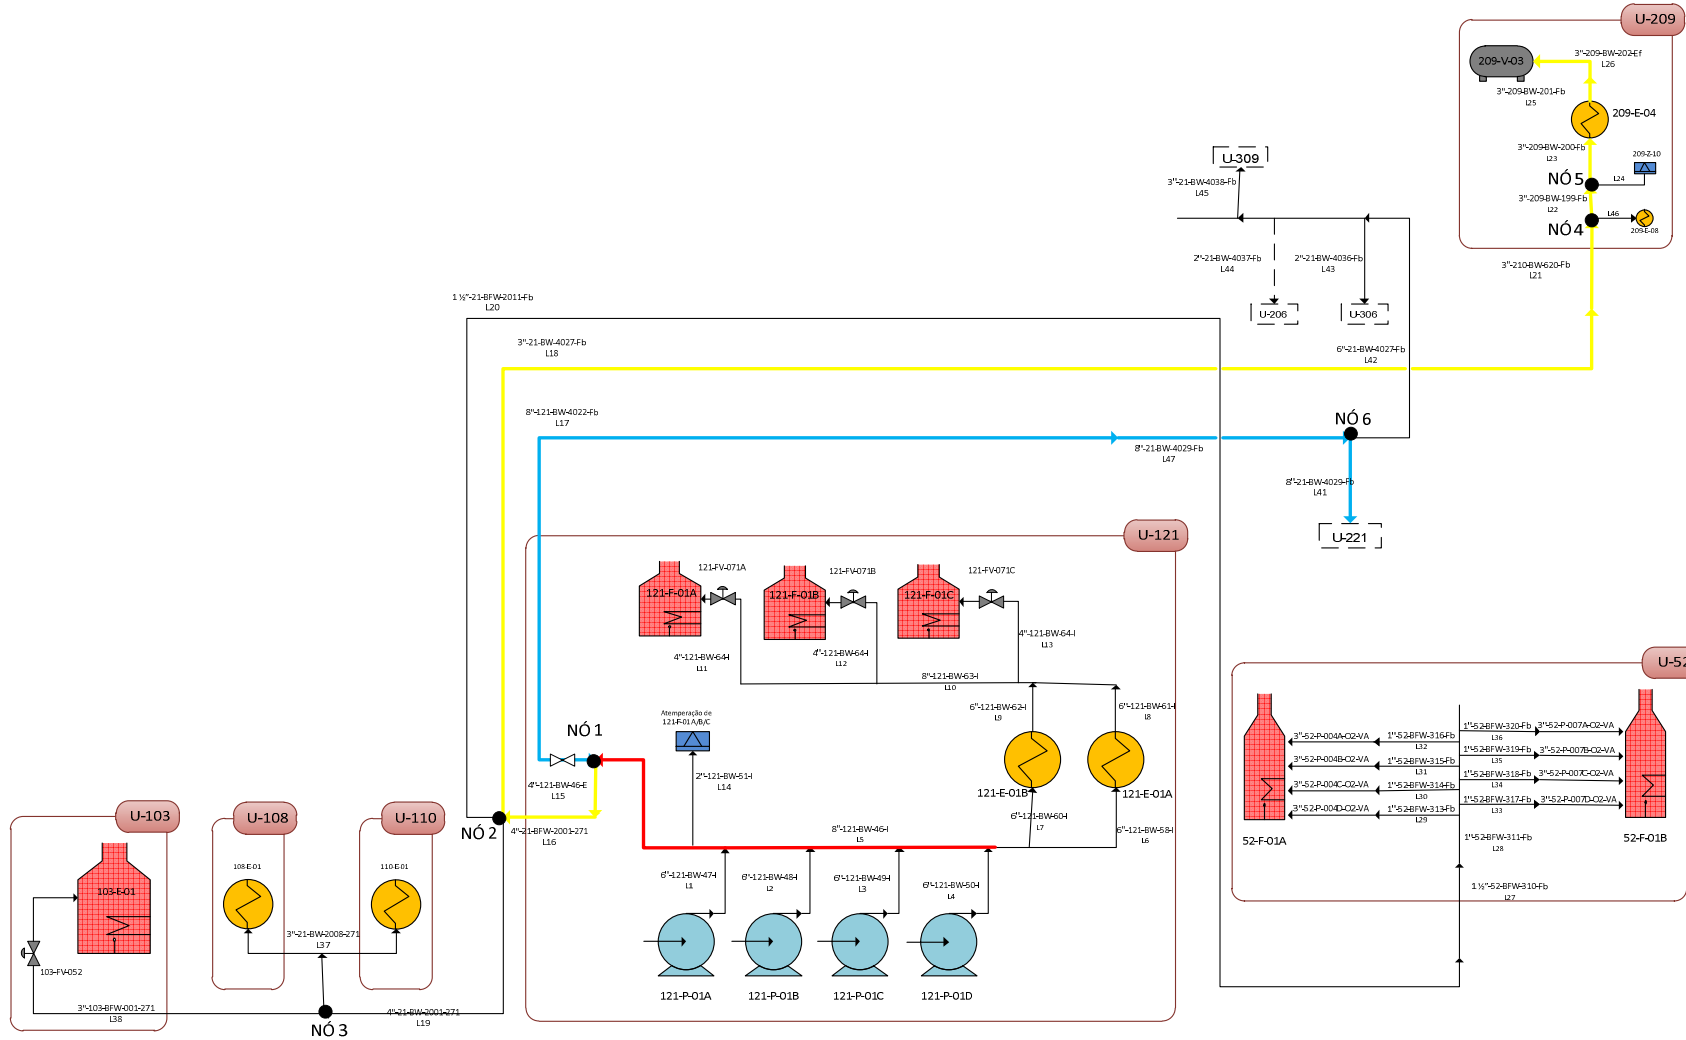 U-209
209-V-03
3"-209-BW-202-Ef
L26
3"-209-BW-201-Fb
L25
209-E-04
3"-209-BW-200-Fb
L23
209-Z-10
NÓ 5
L24
3"-209-BW-199-Fb
L22
L46
NÓ 4
209-E-08
3"-210-BW-620-Fb
L21
U-309
3"-21-BW-4038-Fb
L45
2"-21-BW-4037-Fb
L44
2"-21-BW-4036-Fb
L43
U-206
U-306
1 ½"-21-BFW-2011-Fb
L20
3"-21-BW-4027-Fb
L18
6"-21-BW-4027-Fb
L42
8"-121-BW-4022-Fb
L17
NÓ 6
8"-21-BW-4029-Fb
L47
8"-21-BW-4029-Fb
L41
U-221
U-121
121-FV-071A
121-FV-071B
121-FV-071C
121-F-01A
121-F-01B
121-F-01C
4"-121-BW-64-I
L11
4"-121-BW-64-I
L12
4"-121-BW-64-I
L13
8"-121-BW-63-I
L10
6"-121-BW-62-I
L9
6"-121-BW-61-I
L8
Atemperação de
121-F-01A/B/C
NÓ 1
2"-121-BW-51-I
L14
4"-121-BW-46-E
L15
121-E-01B
121-E-01A
6"-121-BW-60-I
L7
6"-121-BW-58-I
L6
8"-121-BW-46-I
L5
NÓ 2
4"-21-BFW-2001-271
L16
6"-121-BW-47-I
L1
6"-121-BW-48-I
L2
6"-121-BW-49-I
L3
6"-121-BW-50-I
L4
121-P-01A
121-P-01B
121-P-01C
121-P-01D
U-52
1"-52-BFW-320-Fb
L36
3"-52-P-007A-O2-VA
3"-52-P-004A-O2-VA
1"-52-BFW-316-Fb
L32
1"-52-BFW-319-Fb
L35
3"-52-P-007B-O2-VA
3"-52-P-004B-O2-VA
1"-52-BFW-315-Fb
L31
1"-52-BFW-318-Fb
L34
3"-52-P-007C-O2-VA
3"-52-P-004C-O2-VA
1"-52-BFW-314-Fb
L30
1"-52-BFW-317-Fb
L33
3"-52-P-007D-O2-VA
3"-52-P-004D-O2-VA
1"-52-BFW-313-Fb
L29
52-F-01A
52-F-01B
1"-52-BFW-311-Fb
L28
1 ½"-52-BFW-310-Fb
L27
U-103
U-108
U-110
103-E-01
108-E-01
110-E-01
3"-21-BW-2008-271
L37
103-FV-052
3"-103-BFW-001-271
L38
NÓ 3
4"-21-BW-2001-271
L19